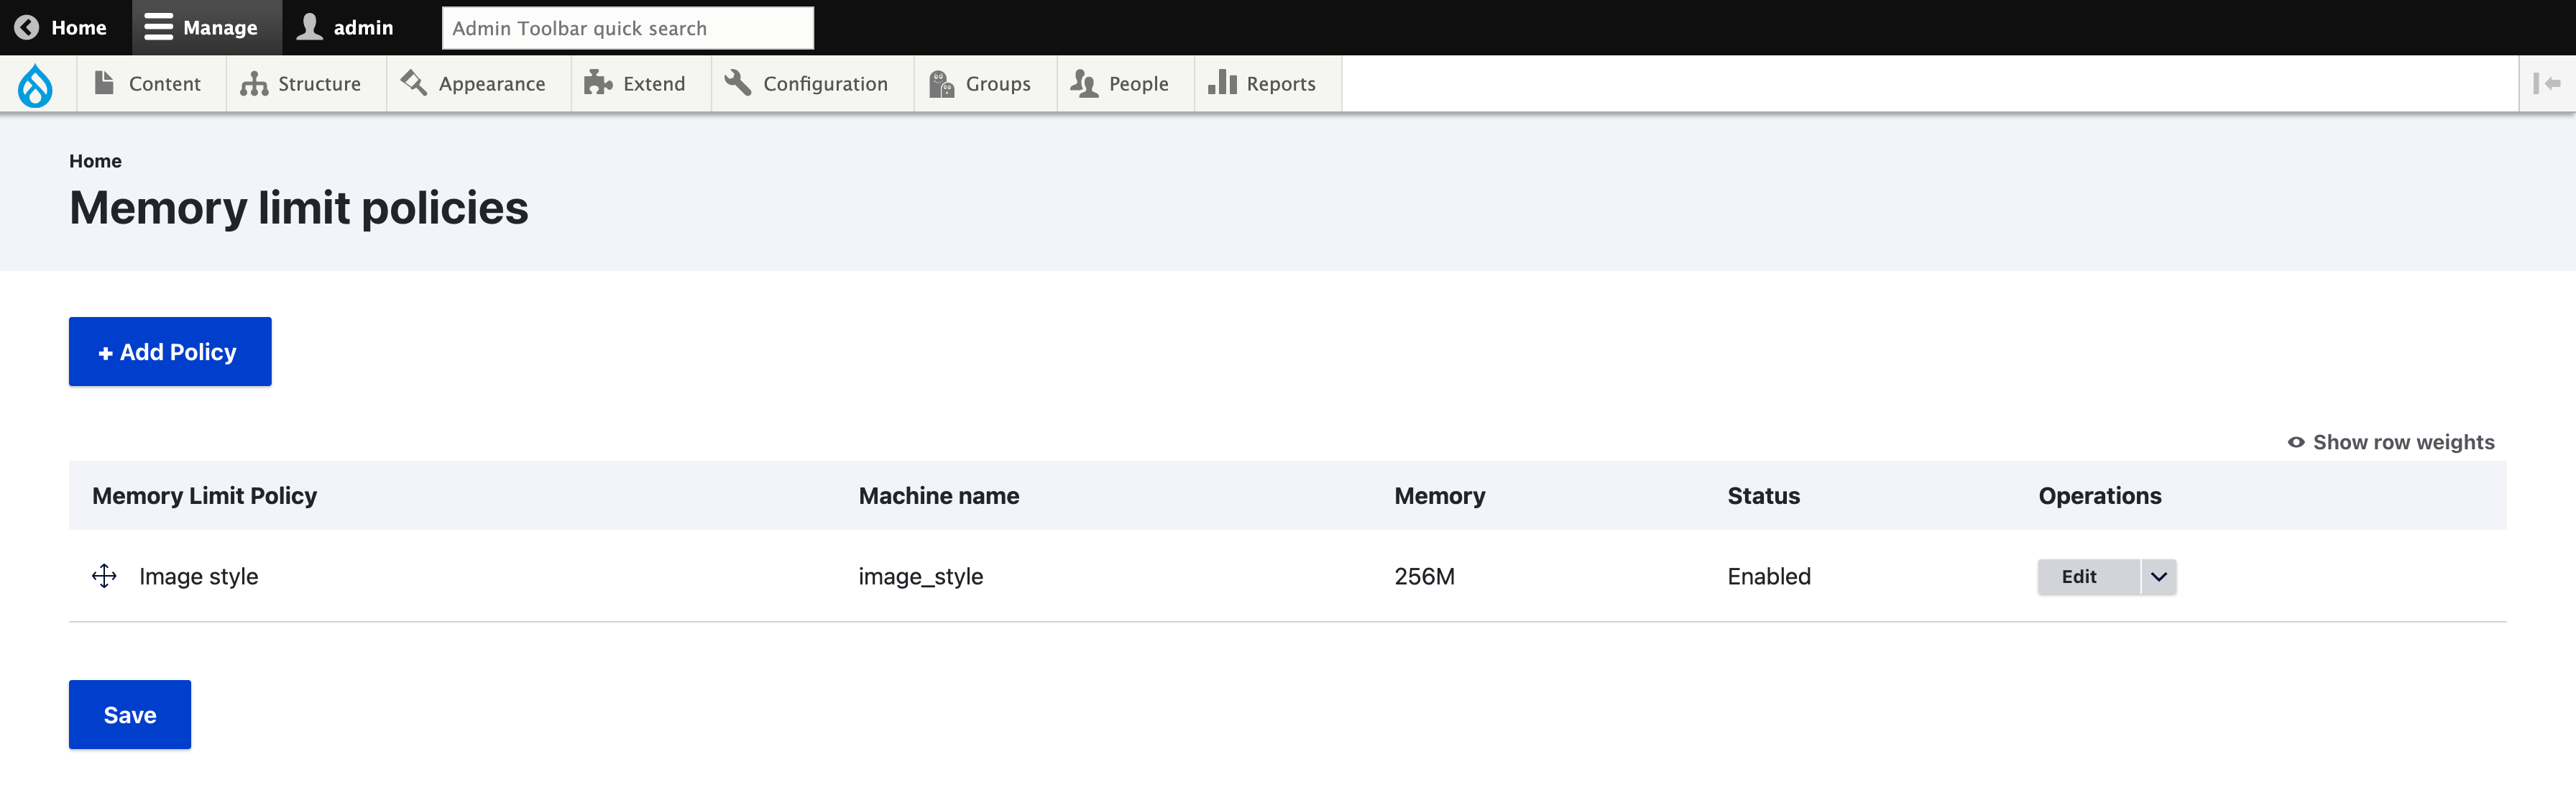 Home Manage admin Admin Toolbar quick search
Content Structure Appearance Extend Configuration Groups People Reports
Home
Memory limit policies
+ Add Policy
Show row weights
Memory Limit Policy Machine name Memory Status Operations
Image style image_style 256M Enabled Edit
Save